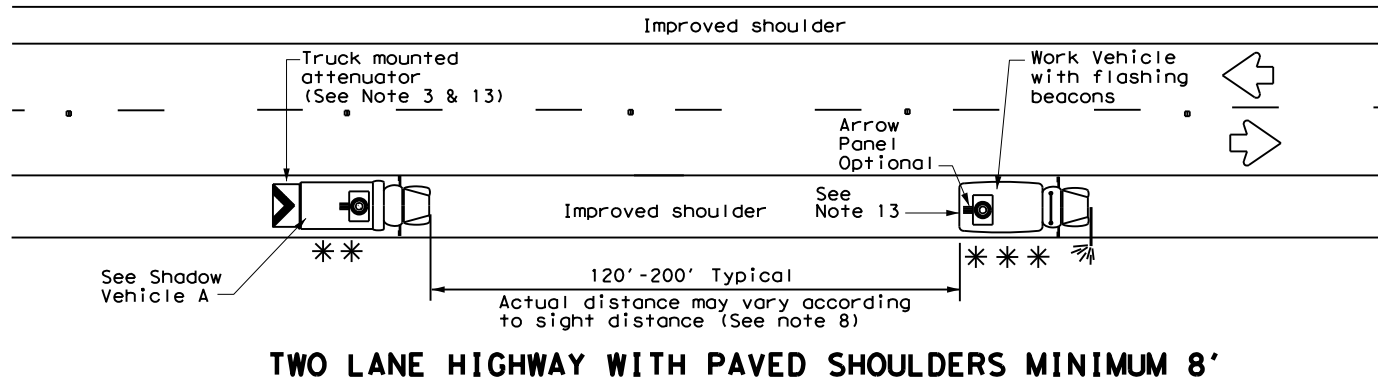 Improved shoulder
Truck mounted
attenuator
(See Note 3 & 13)
Work Vehicle
with flashing
beacons
Arrow
Panel
Optional
See
Note 13
Improved shoulder
** 
***
See Shadow
Vehicle A
120'-200' Typical
Actual distance may vary according
to sight distance (See note 8)
TWO LANE HIGHWAY WITH PAVED SHOULDERS MINIMUM 8'